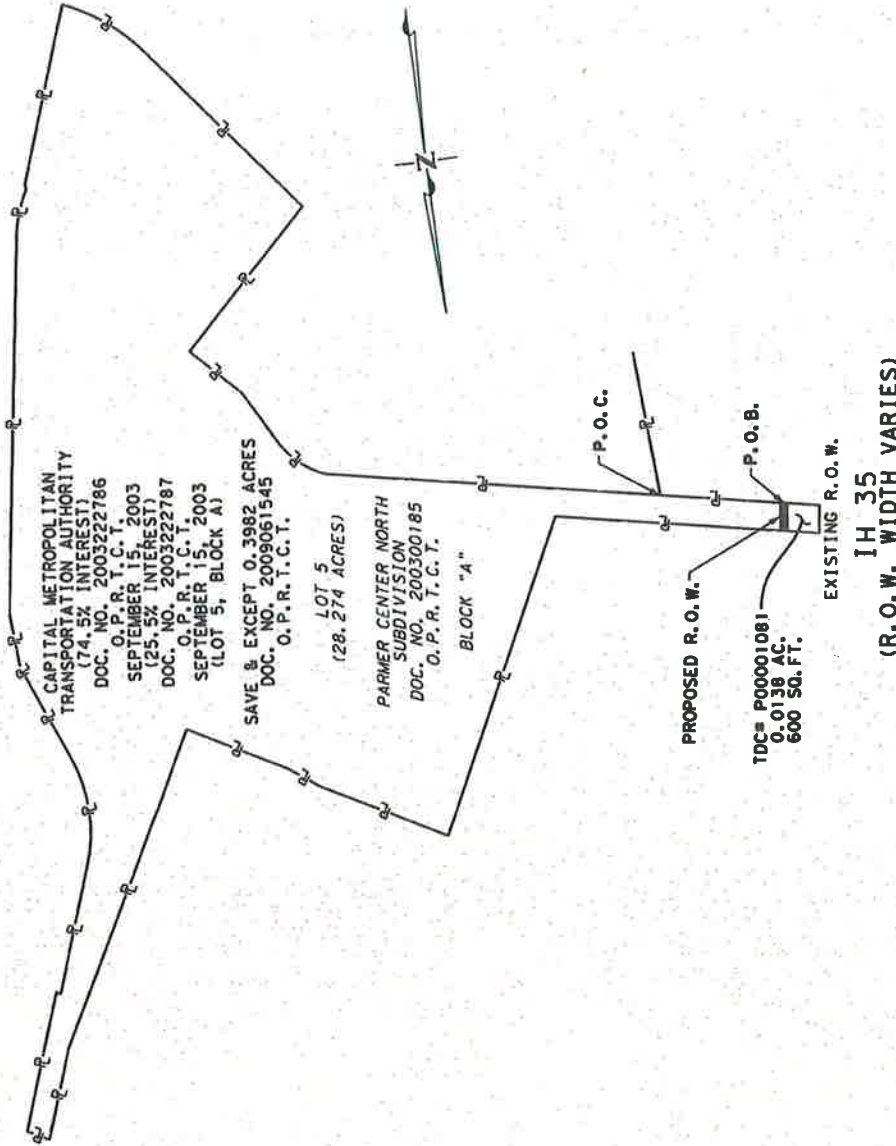 CAPITAL METROPOLITAN
TRANSPORTATION AUTHORITY
(74.5% INTEREST)
DOC. NO. 2003222786
O.P.R.T.C.T.
SEPTEMBER 15, 2003
(25.5% INTEREST)
DOC. NO. 2003222787
O.P.R.T.C.T.
SEPTEMBER 15, 2003
(LOT 5, BLOCK A)
SAVE & EXCEPT 0.3982 ACRES
DOC. NO. 2009061545
O.P.R.T.C.T.
LOT 5
(28.274 ACRES)
PARMER CENTER NORTH
SUBDIVISION
DOC. NO. 200300185
O.P.R.T.C.T.
BLOCK "A"
N
P.O.C.
PROPOSED R.O.W.
P.O.B.
TDC# P00001081
0.0138 AC.
600 SQ.FT.
EXISTING R.O.W.
IH 35
(R.O.W. WIDTH VARIES)